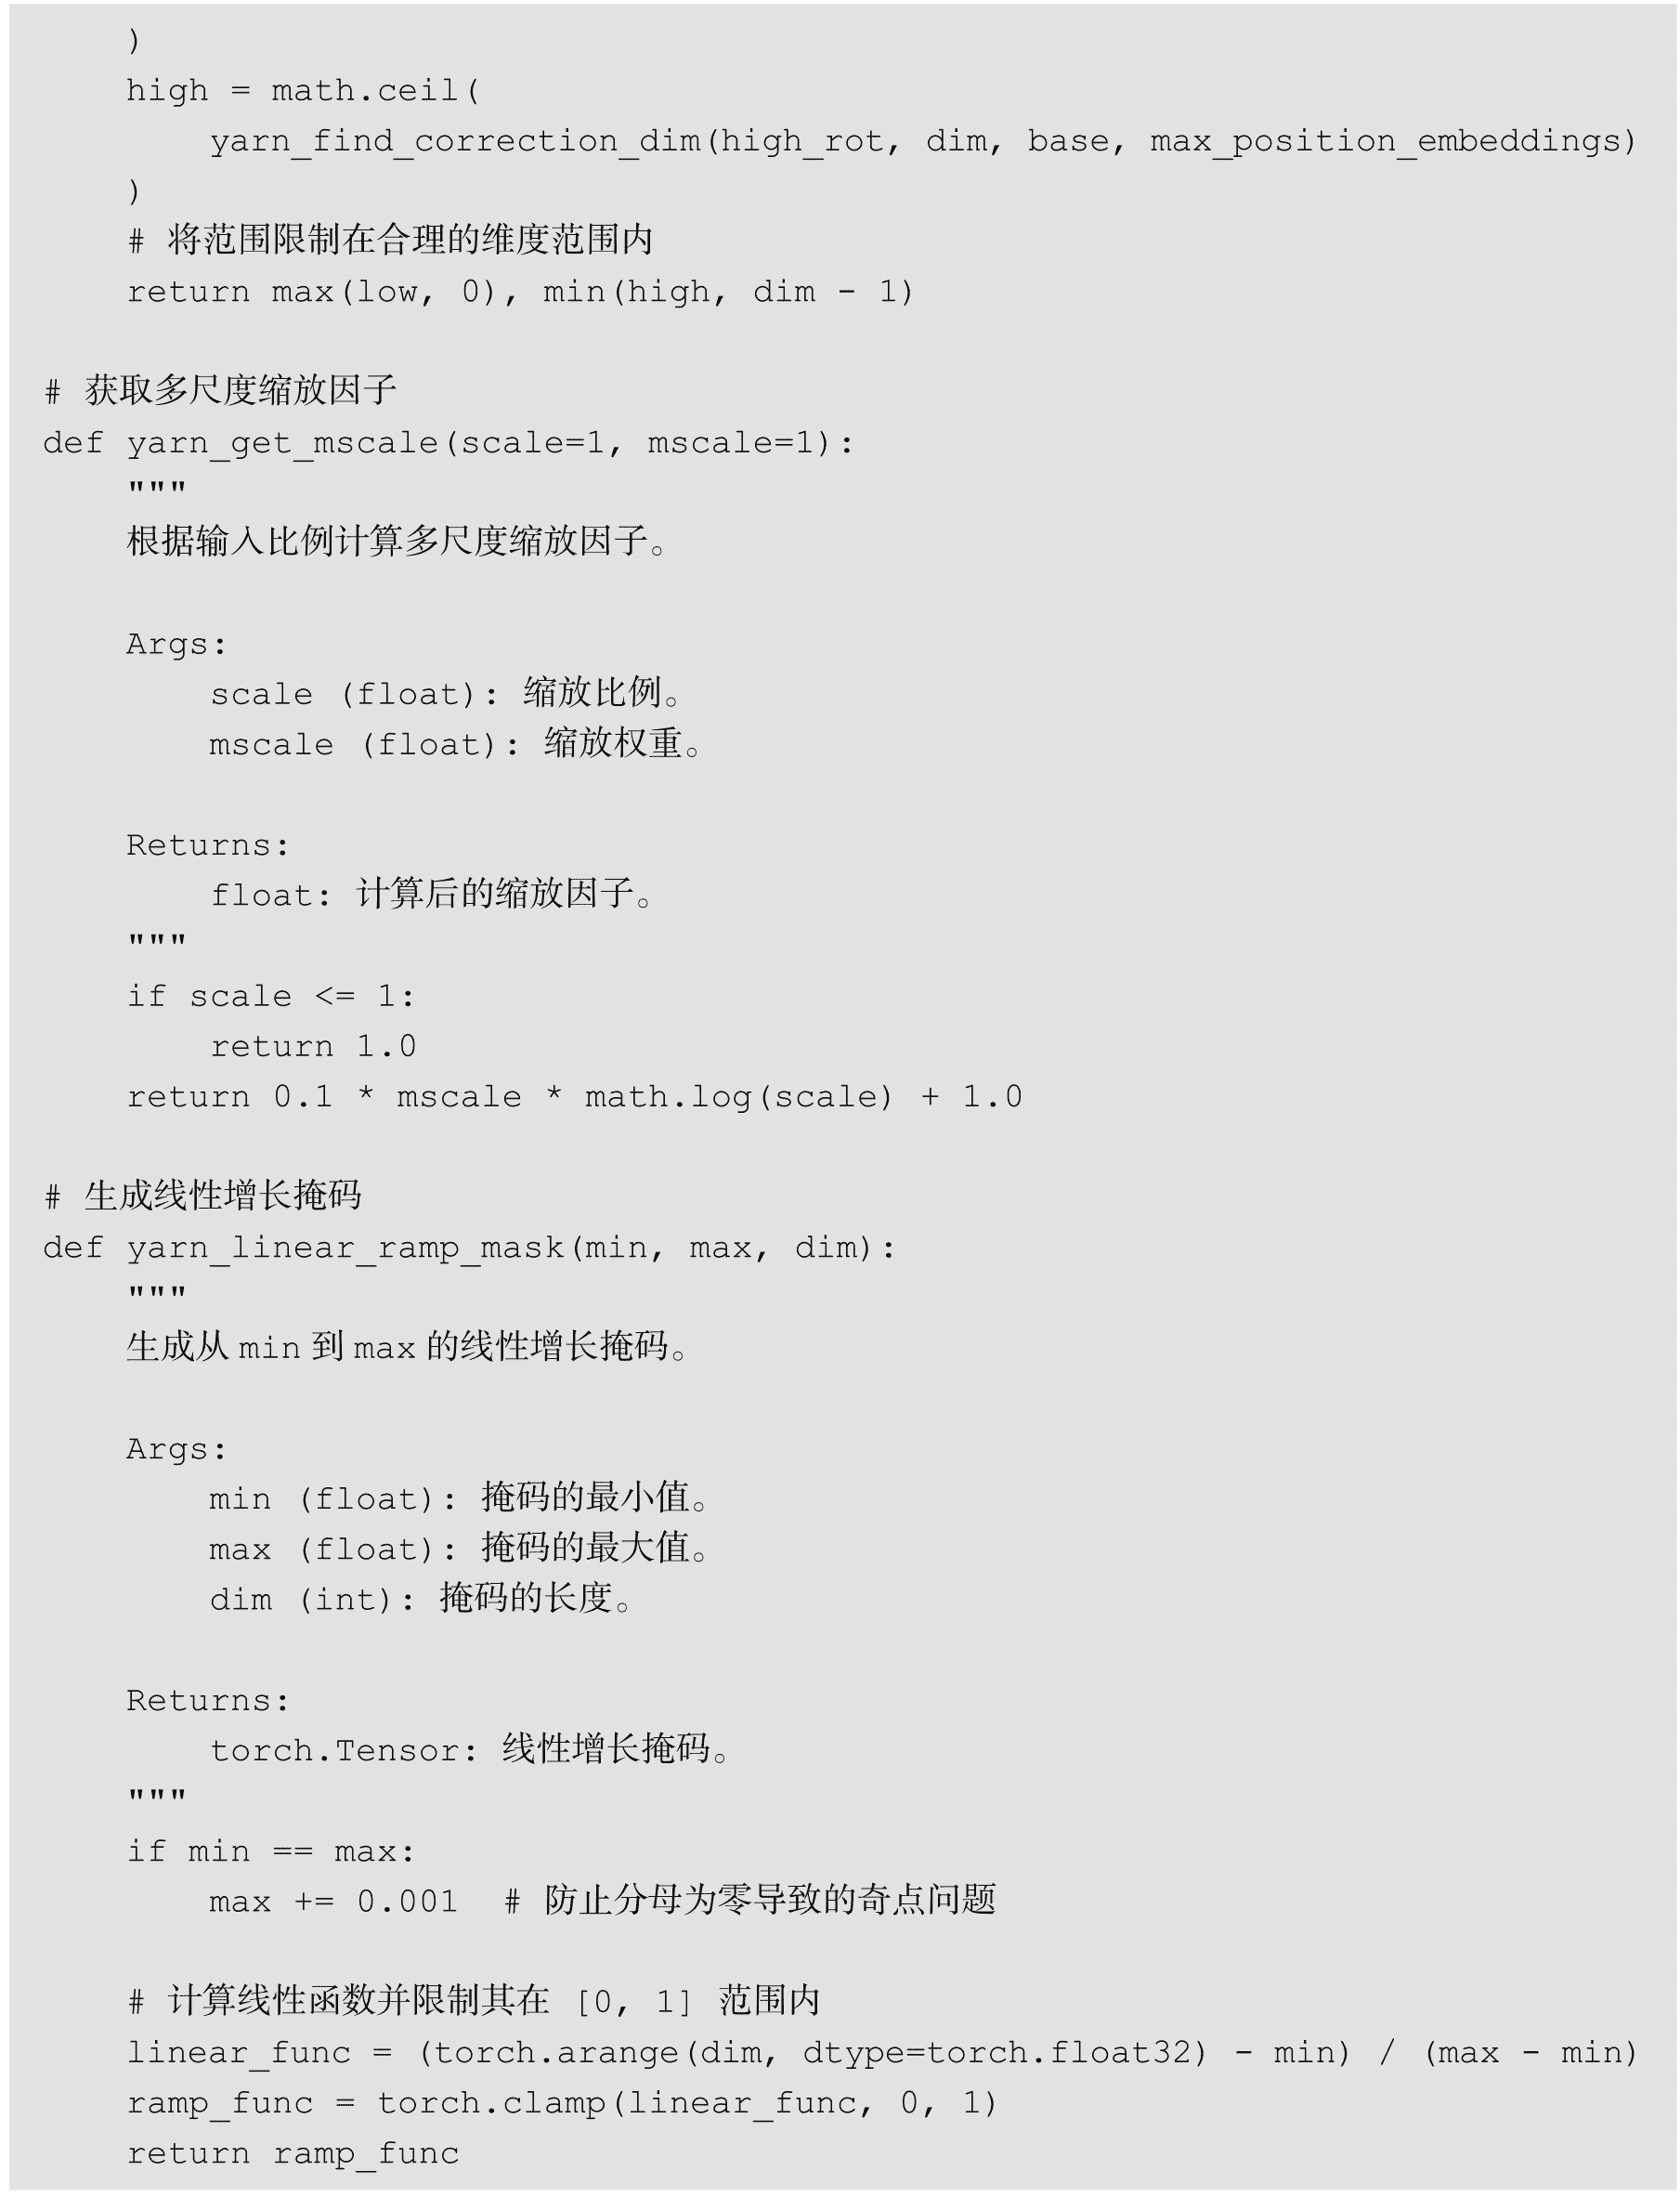 )
    high = math.ceil(
        yarn_find_correction_dim(high_rot, dim, base, max_position_embeddings)
    )
    # 将范围限制在合理的维度范围内
    return max(low, 0), min(high, dim - 1)

# 获取多尺度缩放因子
def yarn_get_mscale(scale=1, mscale=1):
    """
    根据输入比例计算多尺度缩放因子。

    Args:
        scale (float): 缩放比例。
        mscale (float): 缩放权重。

    Returns:
        float: 计算后的缩放因子。
    """
    if scale <= 1:
        return 1.0
    return 0.1 * mscale * math.log(scale) + 1.0

# 生成线性增长掩码
def yarn_linear_ramp_mask(min, max, dim):
    """
    生成从 min 到 max 的线性增长掩码。

    Args:
        min (float): 掩码的最小值。
        max (float): 掩码的最大值。
        dim (int): 掩码的长度。

    Returns:
        torch.Tensor: 线性增长掩码。
    """
    if min == max:
        max += 0.001  # 防止分母为零导致的奇点问题

    # 计算线性函数并限制其在 [0, 1] 范围内
    linear_func = (torch.arange(dim, dtype=torch.float32) - min) / (max - min)
    ramp_func = torch.clamp(linear_func, 0, 1)
    return ramp_func